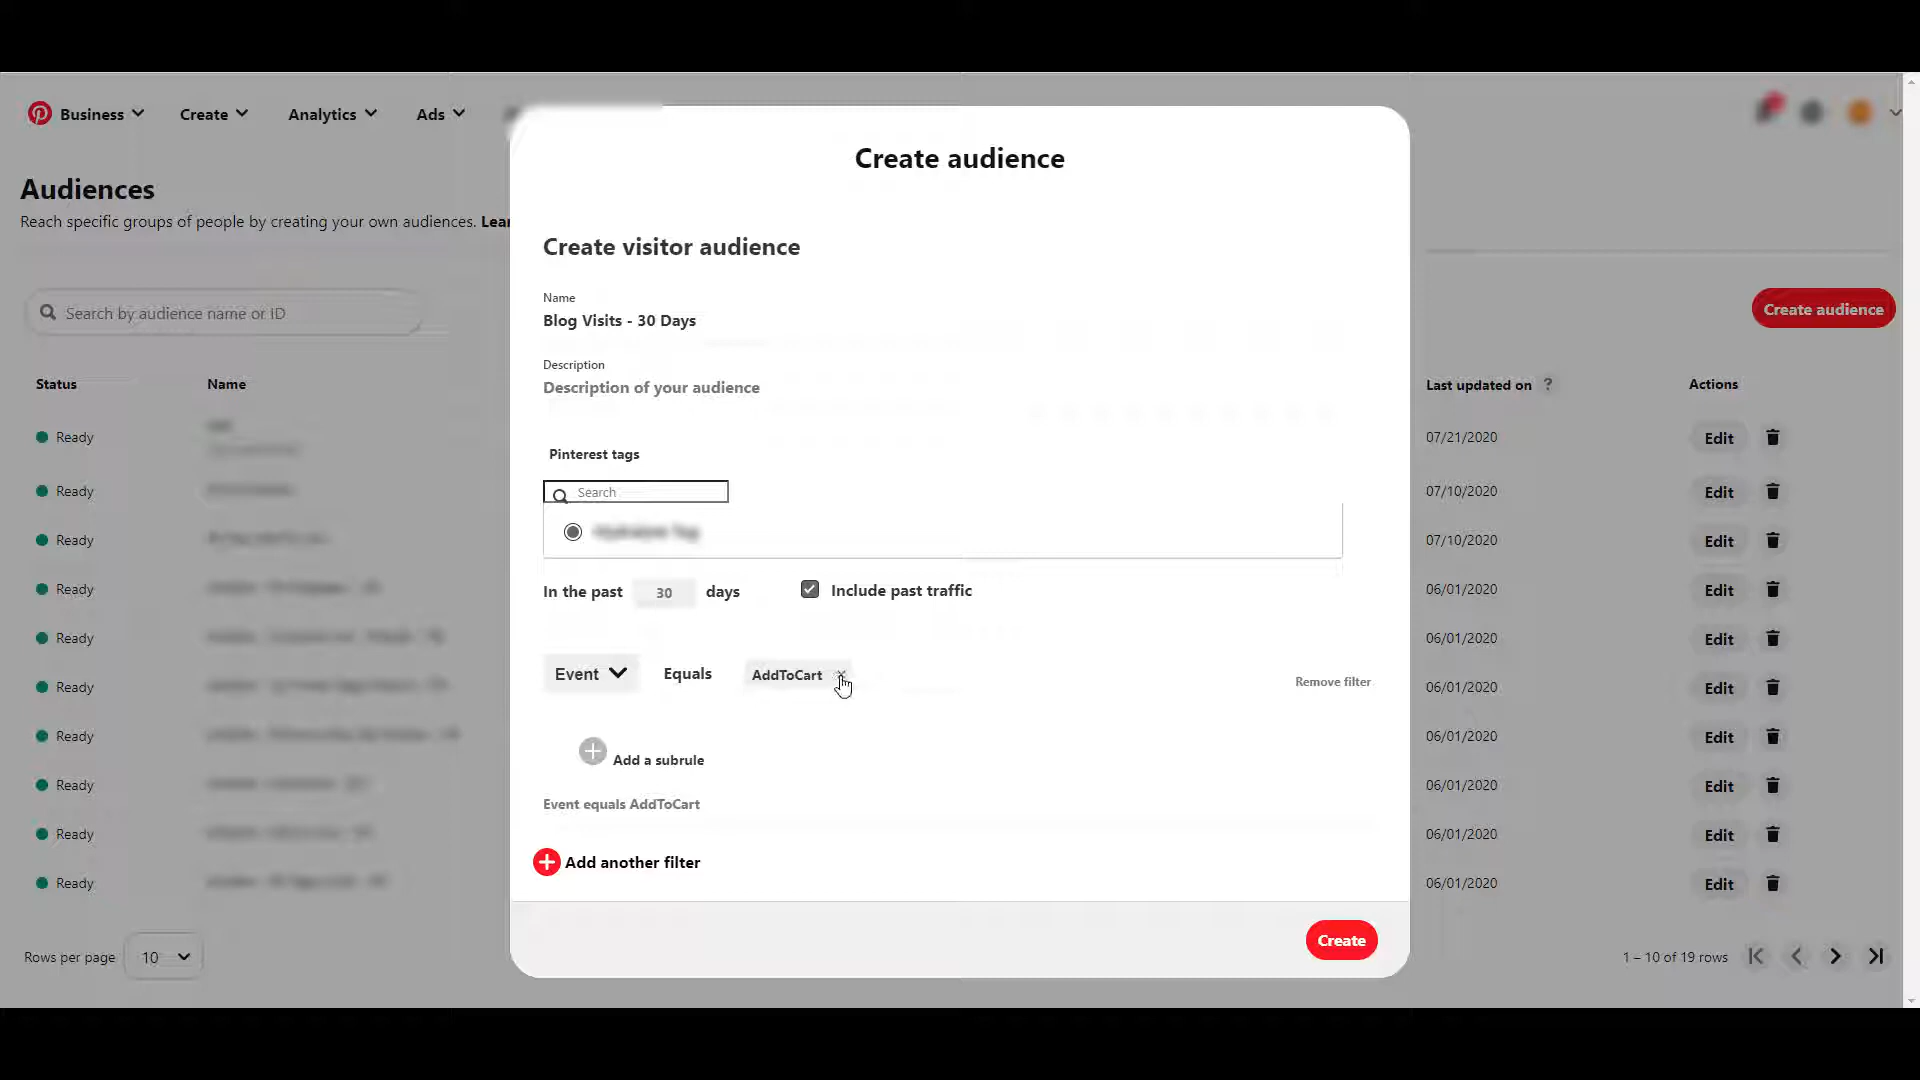 Business
Create
Analytics
Ads
Audiences
Reach specific groups of people by creating your own audiences. Lear
Search by audience name or ID
Create audience
Status
Name
Last updated on ?
Actions
Ready
07/21/2020
Edit
Ready
07/10/2020
Edit
Ready
07/10/2020
Edit
Ready
06/01/2020
Edit
Ready
06/01/2020
Edit
Ready
06/01/2020
Edit
Ready
06/01/2020
Edit
Ready
06/01/2020
Edit
Ready
06/01/2020
Edit
Ready
06/01/2020
Edit
Rows per page
10
1 – 10 of 19 rows
Create audience
Create visitor audience
Name
Blog Visits - 30 Days
Description
Description of your audience
Pinterest tags
Search
In the past 30 days
Include past traffic
Event
Equals
AddToCart ×
Remove filter
Add a subrule
Event equals AddToCart
Add another filter
Create